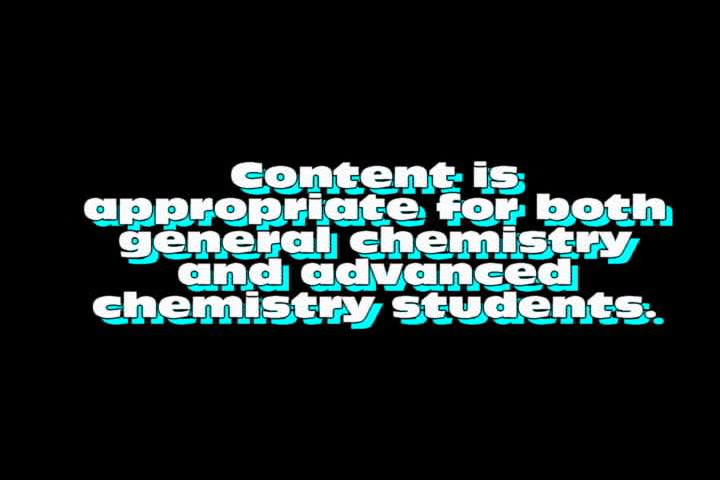 Content is
appropriate for both
general chemistry
and advanced
chemistry students.